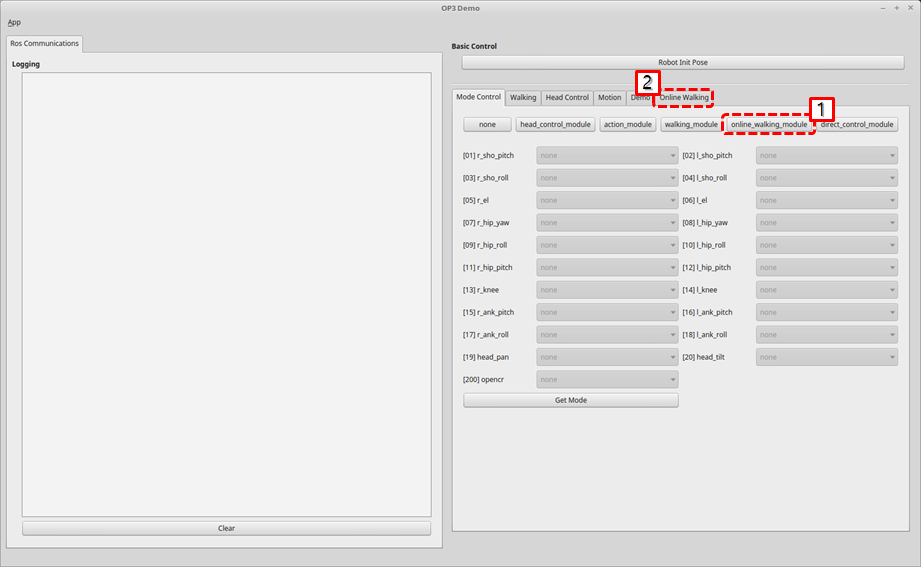 OP3 Demo
App
Ros Communications
Logging
Clear
Basic Control
Robot Init Pose
2
Mode Control Walking Head Control Motion Demo Online Walking
1
none head_control_module action_module walking_module online_walking_module direct_control_module
[01] r_sho_pitch none [02] l_sho_pitch none
[03] r_sho_roll none [04] l_sho_roll none
[05] r_el none [06] l_el none
[07] r_hip_yaw none [08] l_hip_yaw none
[09] r_hip_roll none [10] l_hip_roll none
[11] r_hip_pitch none [12] l_hip_pitch none
[13] r_knee none [14] l_knee none
[15] r_ank_pitch none [16] l_ank_pitch none
[17] r_ank_roll none [18] l_ank_roll none
[19] head_pan none [20] head_tilt none
[200] opencr none
Get Mode